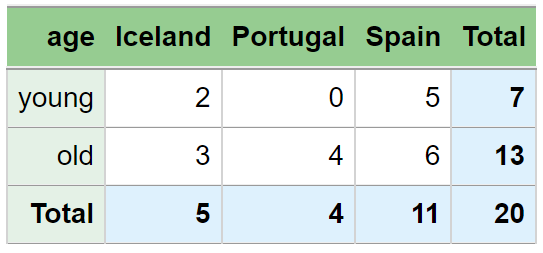 age Iceland Portugal Spain Total
young 2 0 5 7
old 3 4 6 13
Total 5 4 11 20